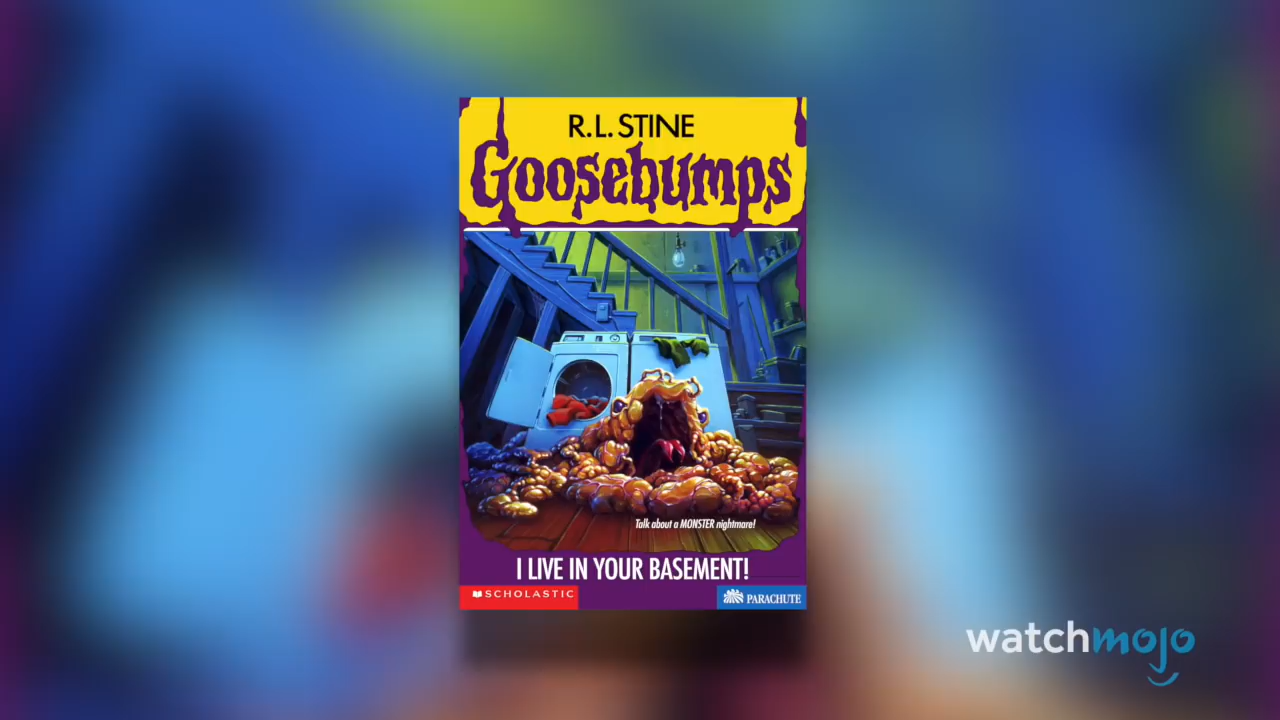 R.L. STINE
Goosebumps
Talk about a MONSTER nightmare!
I LIVE IN YOUR BASEMENT!
SCHOLASTIC
PARACHUTE
watchmojo